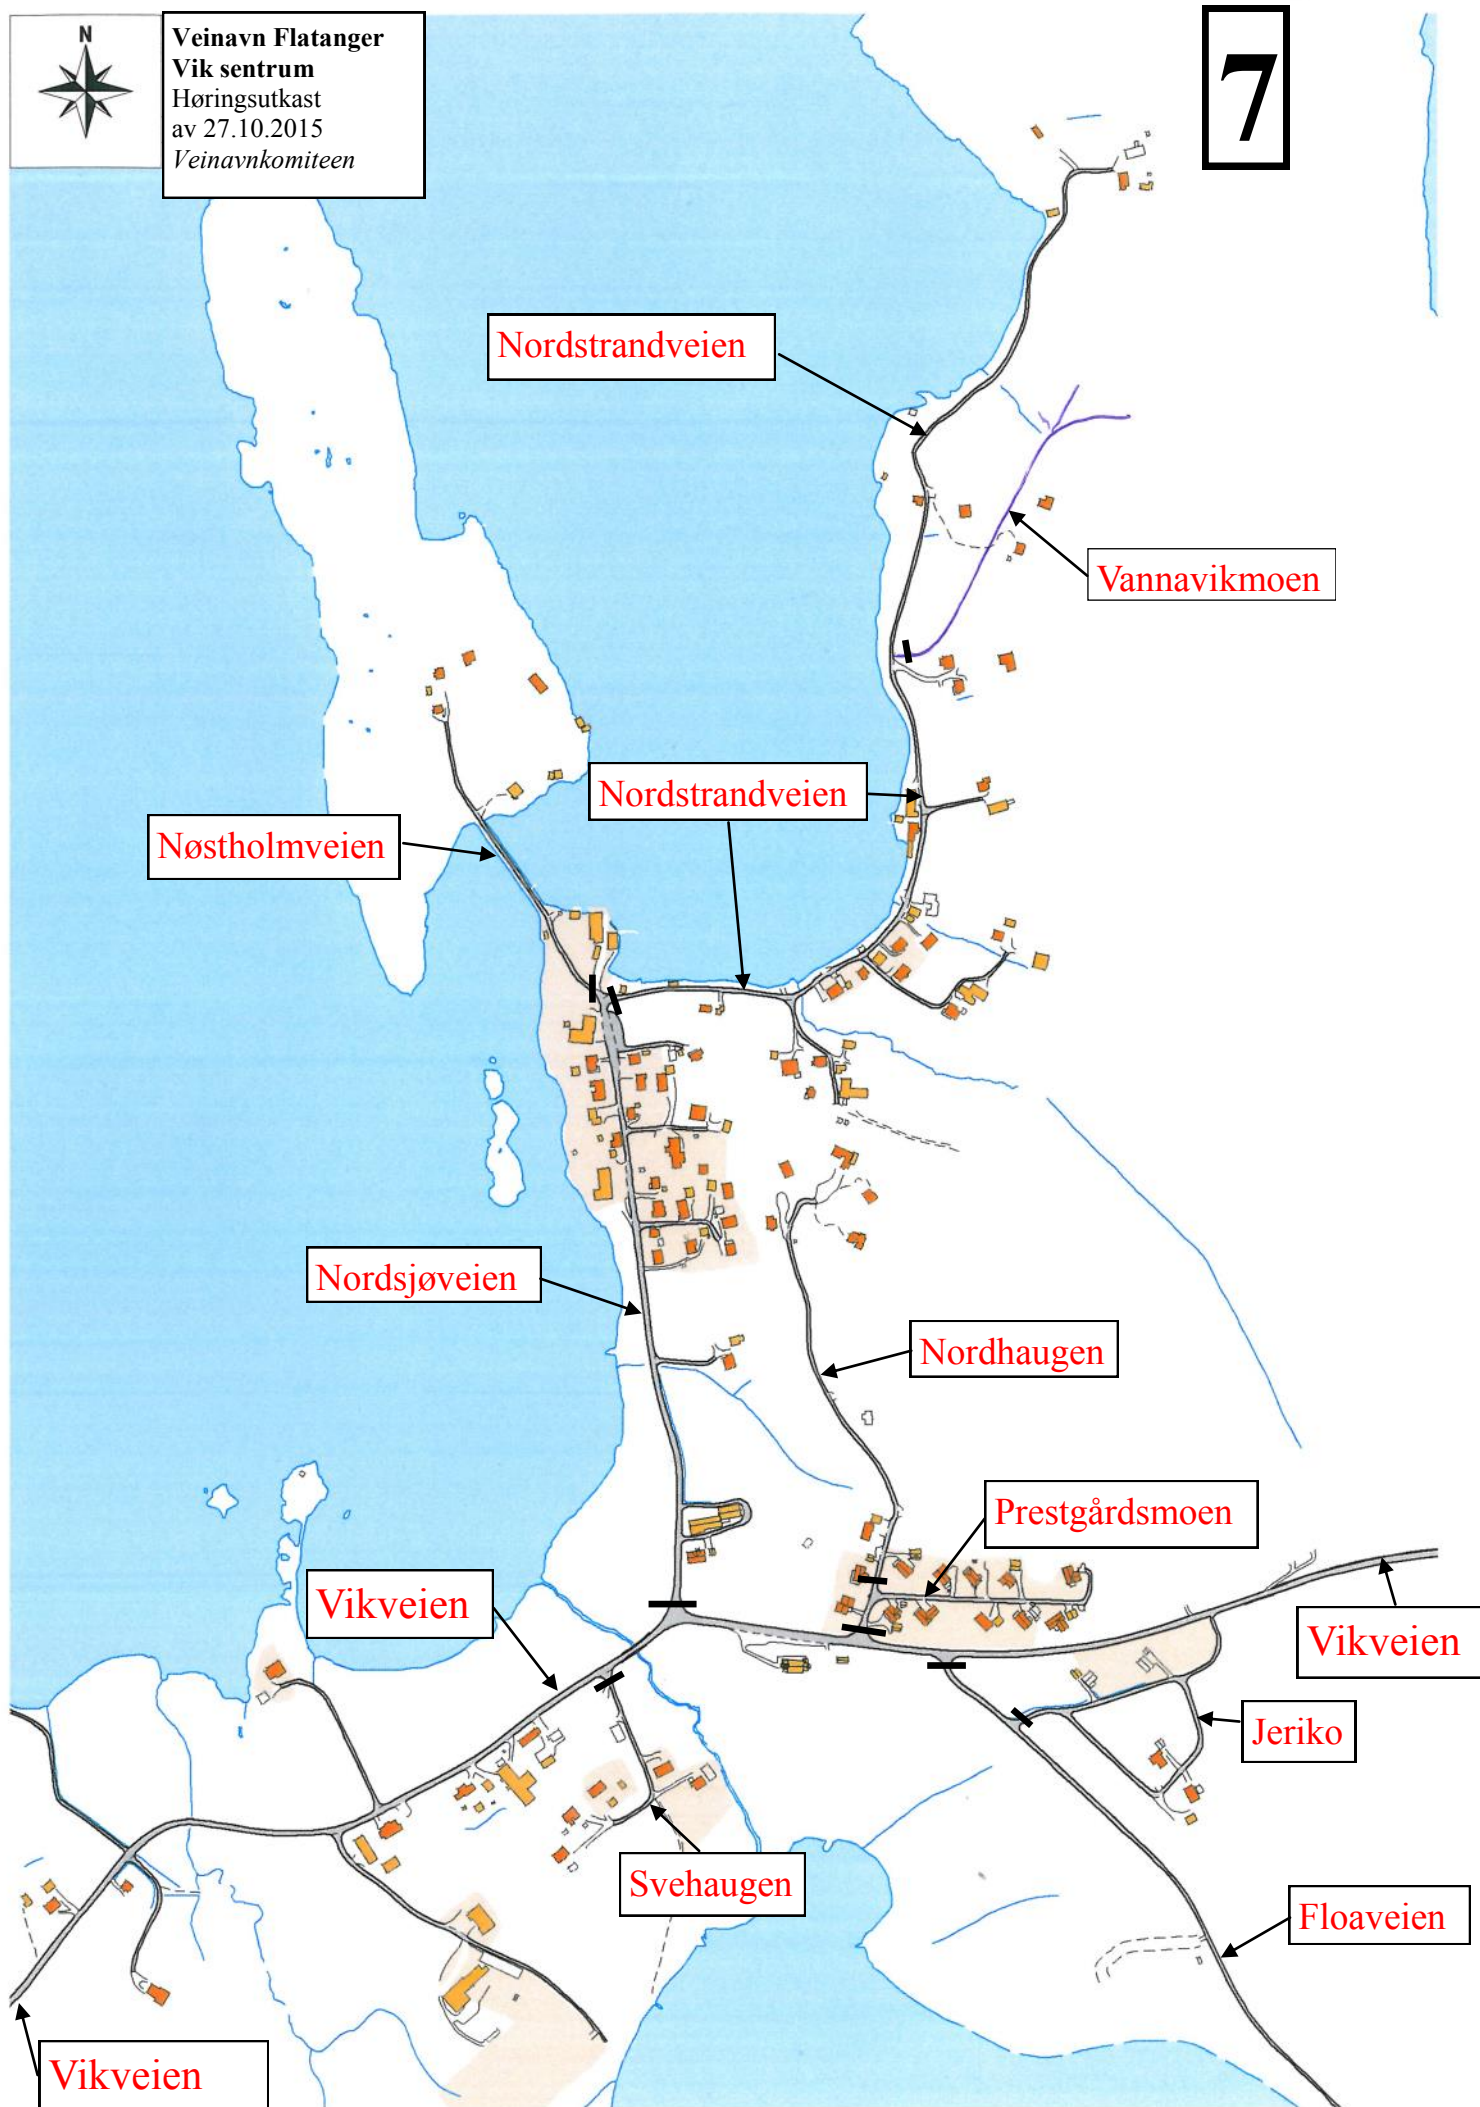 N
Veinavn Flatanger
Vik sentrum
Høringsutkast
av 27.10.2015
Veinavnkomiteen
7
Nordstrandveien
Vannavikmoen
Nordstrandveien
Nøstholmveien
Nordsjøveien
Nordhaugen
Prestgårdsmoen
Vikveien
Vikveien
Jeriko
Svehaugen
Floaveien
Vikveien